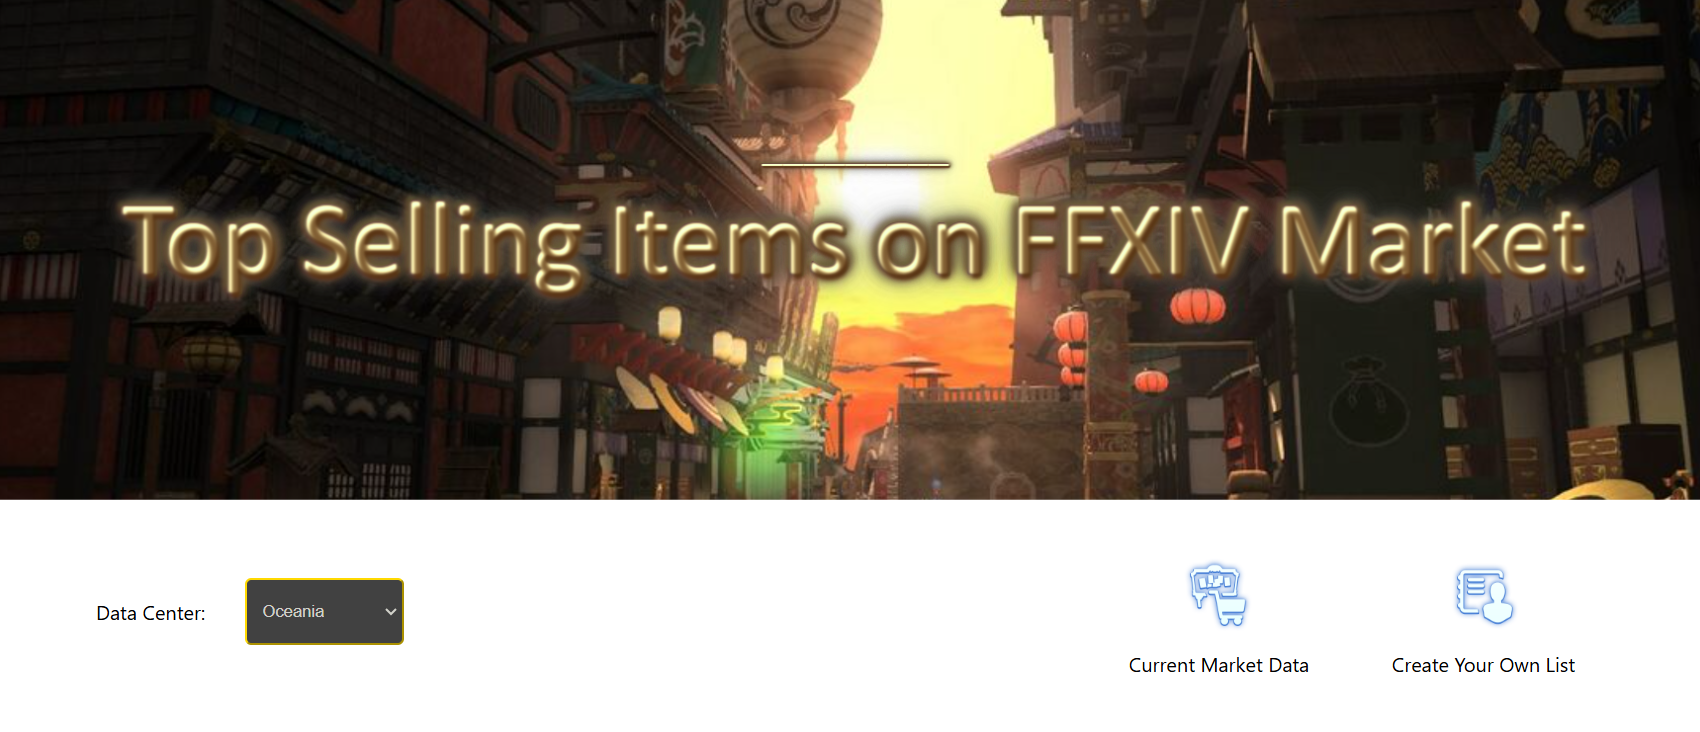 Top Selling Items on FFXIV Market
Data Center:
Oceania
Current Market Data
Create Your Own List